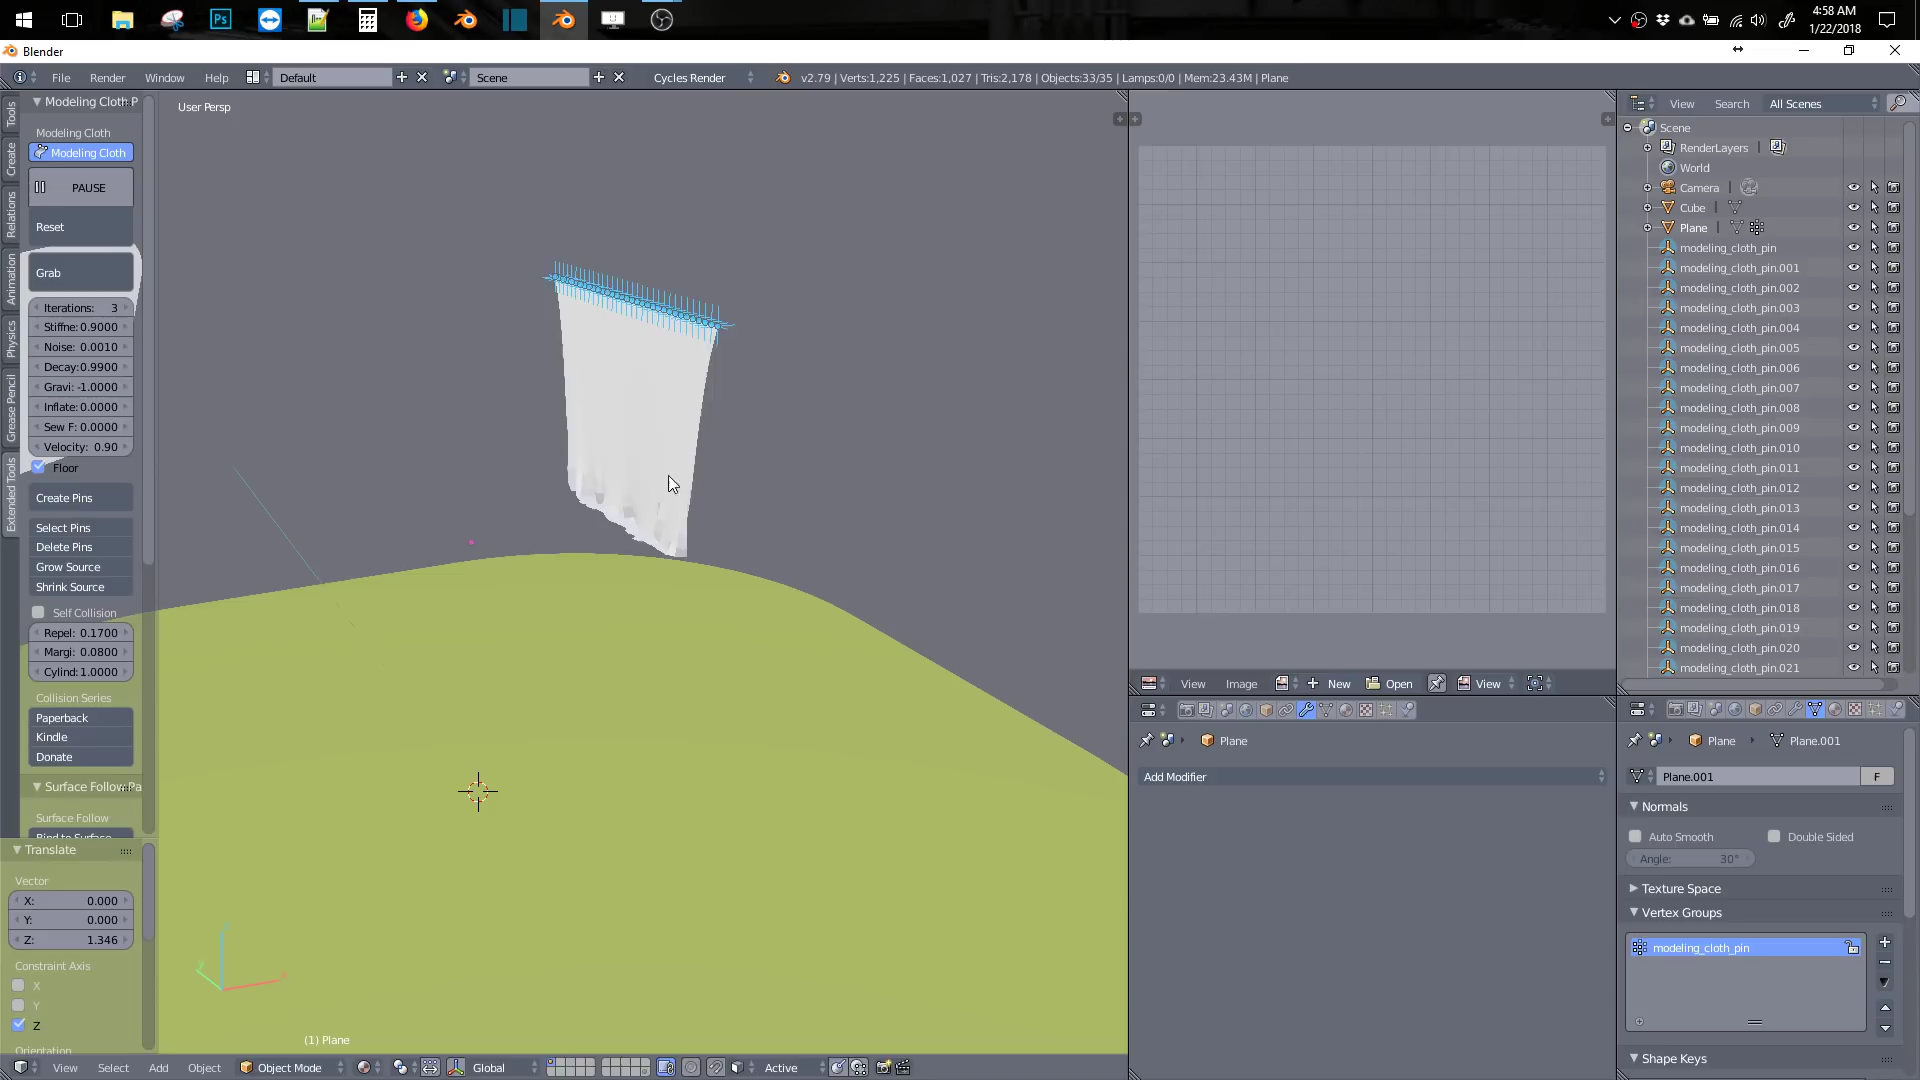 4:58 AM
1/22/2018
Blender
File Render Window Help Default Scene Cycles Render v2.79 | Verts:1,225 | Faces:1,027 | Tris:2,178 | Objects:33/35 | Lamps:0/0 | Mem:23.43M | Plane
Tools
Create
Relations
Animation
Physics
Grease Pencil
Extended Tools
Modeling Cloth P
Modeling Cloth
Modeling Cloth
PAUSE
Reset
Grab
Iterations: 3
Stiffne: 0.9000
Noise: 0.0010
Decay: 0.9900
Gravi: -1.0000
Inflate: 0.0000
Sew F: 0.0000
Velocity: 0.90
Floor
Create Pins
Select Pins
Delete Pins
Grow Source
Shrink Source
Self Collision
Repel: 0.1700
Margi: 0.0800
Cylind: 1.0000
Collision Series
Paperback
Kindle
Donate
Surface Follow Pa
Surface Follow
Bind to Surface
Translate
Vector
X: 0.000
Y: 0.000
Z: 1.346
Constraint Axis
X
Y
Z
Orientation
User Persp
(1) Plane
View Select Add Object Object Mode Global Active
View Image New Open View
Plane
Add Modifier
View Search All Scenes
Scene
RenderLayers |
World
Camera |
Cube |
Plane |
modeling_cloth_pin
modeling_cloth_pin.001
modeling_cloth_pin.002
modeling_cloth_pin.003
modeling_cloth_pin.004
modeling_cloth_pin.005
modeling_cloth_pin.006
modeling_cloth_pin.007
modeling_cloth_pin.008
modeling_cloth_pin.009
modeling_cloth_pin.010
modeling_cloth_pin.011
modeling_cloth_pin.012
modeling_cloth_pin.013
modeling_cloth_pin.014
modeling_cloth_pin.015
modeling_cloth_pin.016
modeling_cloth_pin.017
modeling_cloth_pin.018
modeling_cloth_pin.019
modeling_cloth_pin.020
modeling_cloth_pin.021
Plane Plane.001
Plane.001 F
Normals
Auto Smooth Double Sided
Angle: 30°
Texture Space
Vertex Groups
modeling_cloth_pin
Shape Keys